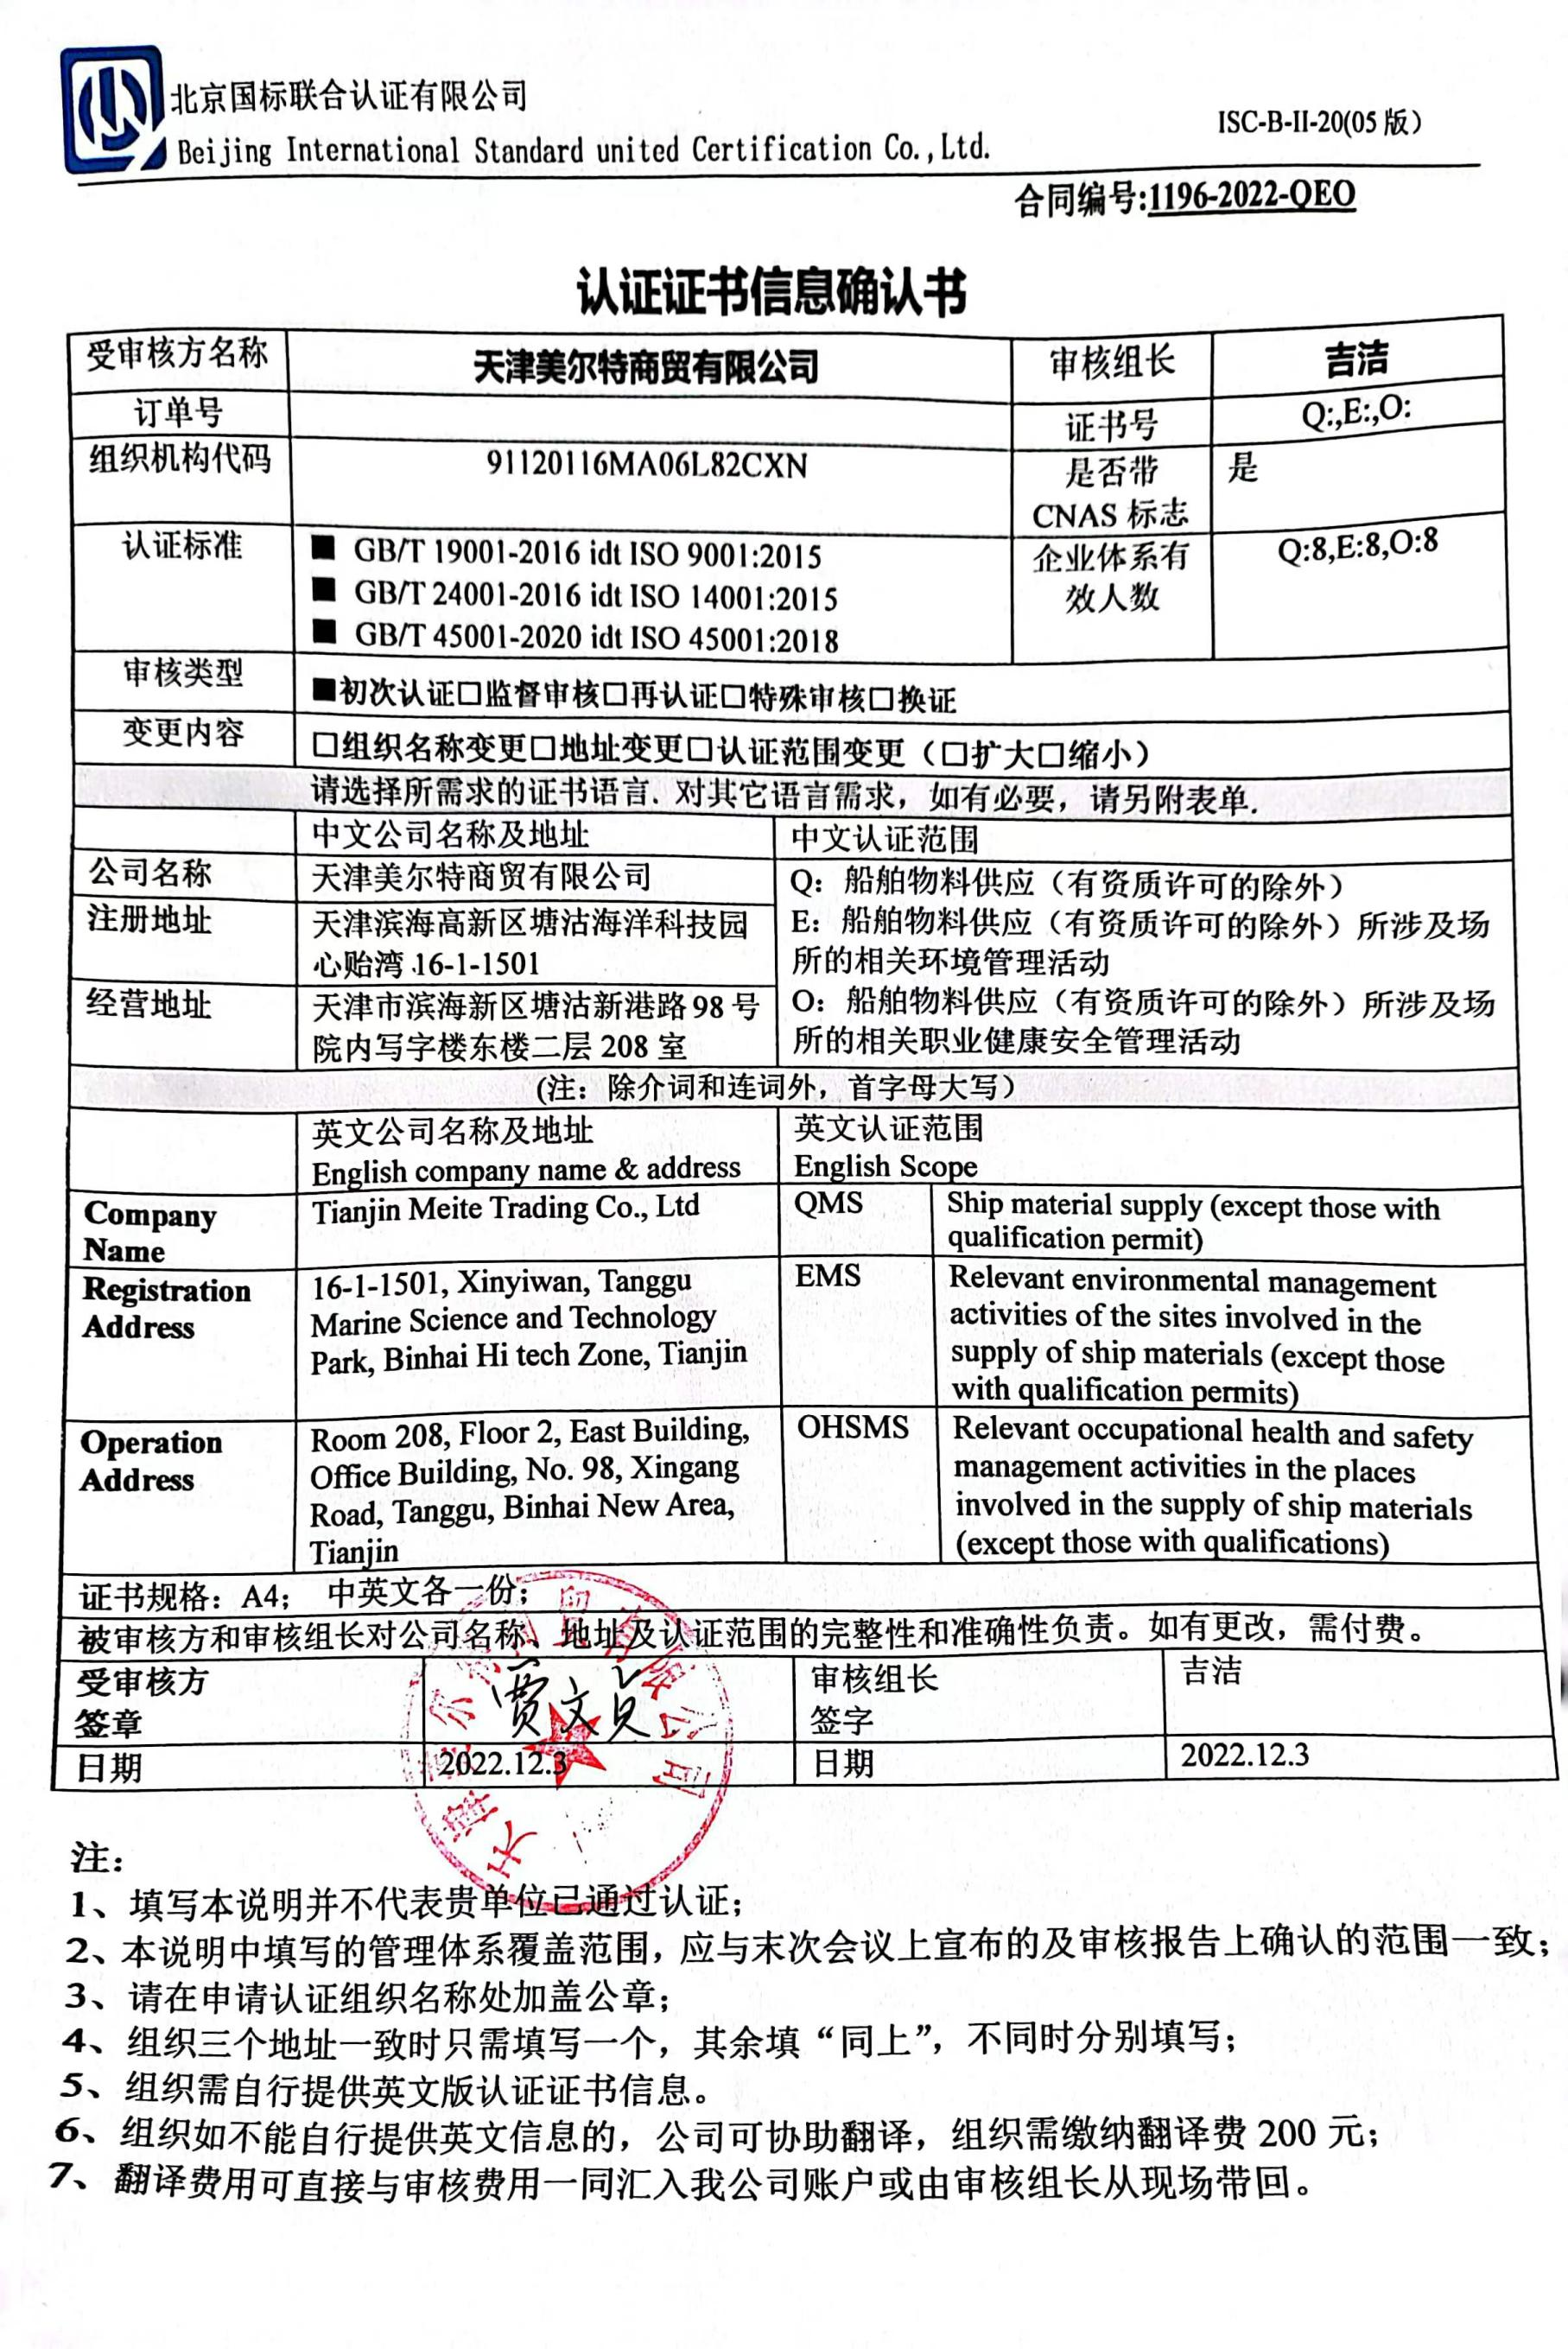 北京国标联合认证有限公司
Beijing International Standard united Certification Co.,Ltd.
ISC-B-II-20(05 版)
合同编号:1196-2022-QEO
认证证书信息确认书
受审核方名称 天津美尔特商贸有限公司 审核组长 吉洁
订单号 证书号 Q:,E:,O:
组织机构代码 91120116MA06L82CXN 是否带 是
CNAS 标志
认证标准 ■ GB/T 19001-2016 idt ISO 9001:2015 企业体系有 Q:8,E:8,O:8
■ GB/T 24001-2016 idt ISO 14001:2015 效人数
■ GB/T 45001-2020 idt ISO 45001:2018
审核类型 ■初次认证□监督审核□再认证□特殊审核□换证
变更内容 □组织名称变更□地址变更□认证范围变更（□扩大□缩小）
请选择所需求的证书语言. 对其它语言需求，如有必要，请另附表单.
中文公司名称及地址 中文认证范围
公司名称 天津美尔特商贸有限公司 Q：船舶物料供应（有资质许可的除外）
注册地址 天津滨海高新区塘沽海洋科技园 E：船舶物料供应（有资质许可的除外）所涉及场
心贻湾 16-1-1501 所的相关环境管理活动
经营地址 天津市滨海新区塘沽新港路 98 号 O：船舶物料供应（有资质许可的除外）所涉及场
院内写字楼东楼二层 208 室 所的相关职业健康安全管理活动
(注：除介词和连词外，首字母大写）
英文公司名称及地址 英文认证范围
English company name & address English Scope
Company Tianjin Meite Trading Co., Ltd QMS Ship material supply (except those with
Name qualification permit)
Registration 16-1-1501, Xinyiwan, Tanggu EMS Relevant environmental management
Address Marine Science and Technology activities of the sites involved in the
Park, Binhai Hi tech Zone, Tianjin supply of ship materials (except those
with qualification permits)
Operation Room 208, Floor 2, East Building, OHSMS Relevant occupational health and safety
Address Office Building, No. 98, Xingang management activities in the places
Road, Tanggu, Binhai New Area, involved in the supply of ship materials
Tianjin (except those with qualifications)
证书规格：A4； 中英文各一份；
被审核方和审核组长对公司名称、地址及认证范围的完整性和准确性负责。如有更改，需付费。
受审核方 贾文贞 审核组长 吉洁
签章 签字
日期 2022.12.3 日期 2022.12.3
天津美尔特商贸有限公司
注：
1、填写本说明并不代表贵单位已通过认证；
2、本说明中填写的管理体系覆盖范围，应与末次会议上宣布的及审核报告上确认的范围一致；
3、请在申请认证组织名称处加盖公章；
4、组织三个地址一致时只需填写一个，其余填“同上”，不同时分别填写；
5、组织需自行提供英文版认证证书信息。
6、组织如不能自行提供英文信息的，公司可协助翻译，组织需缴纳翻译费 200 元；
7、翻译费用可直接与审核费用一同汇入我公司账户或由审核组长从现场带回。